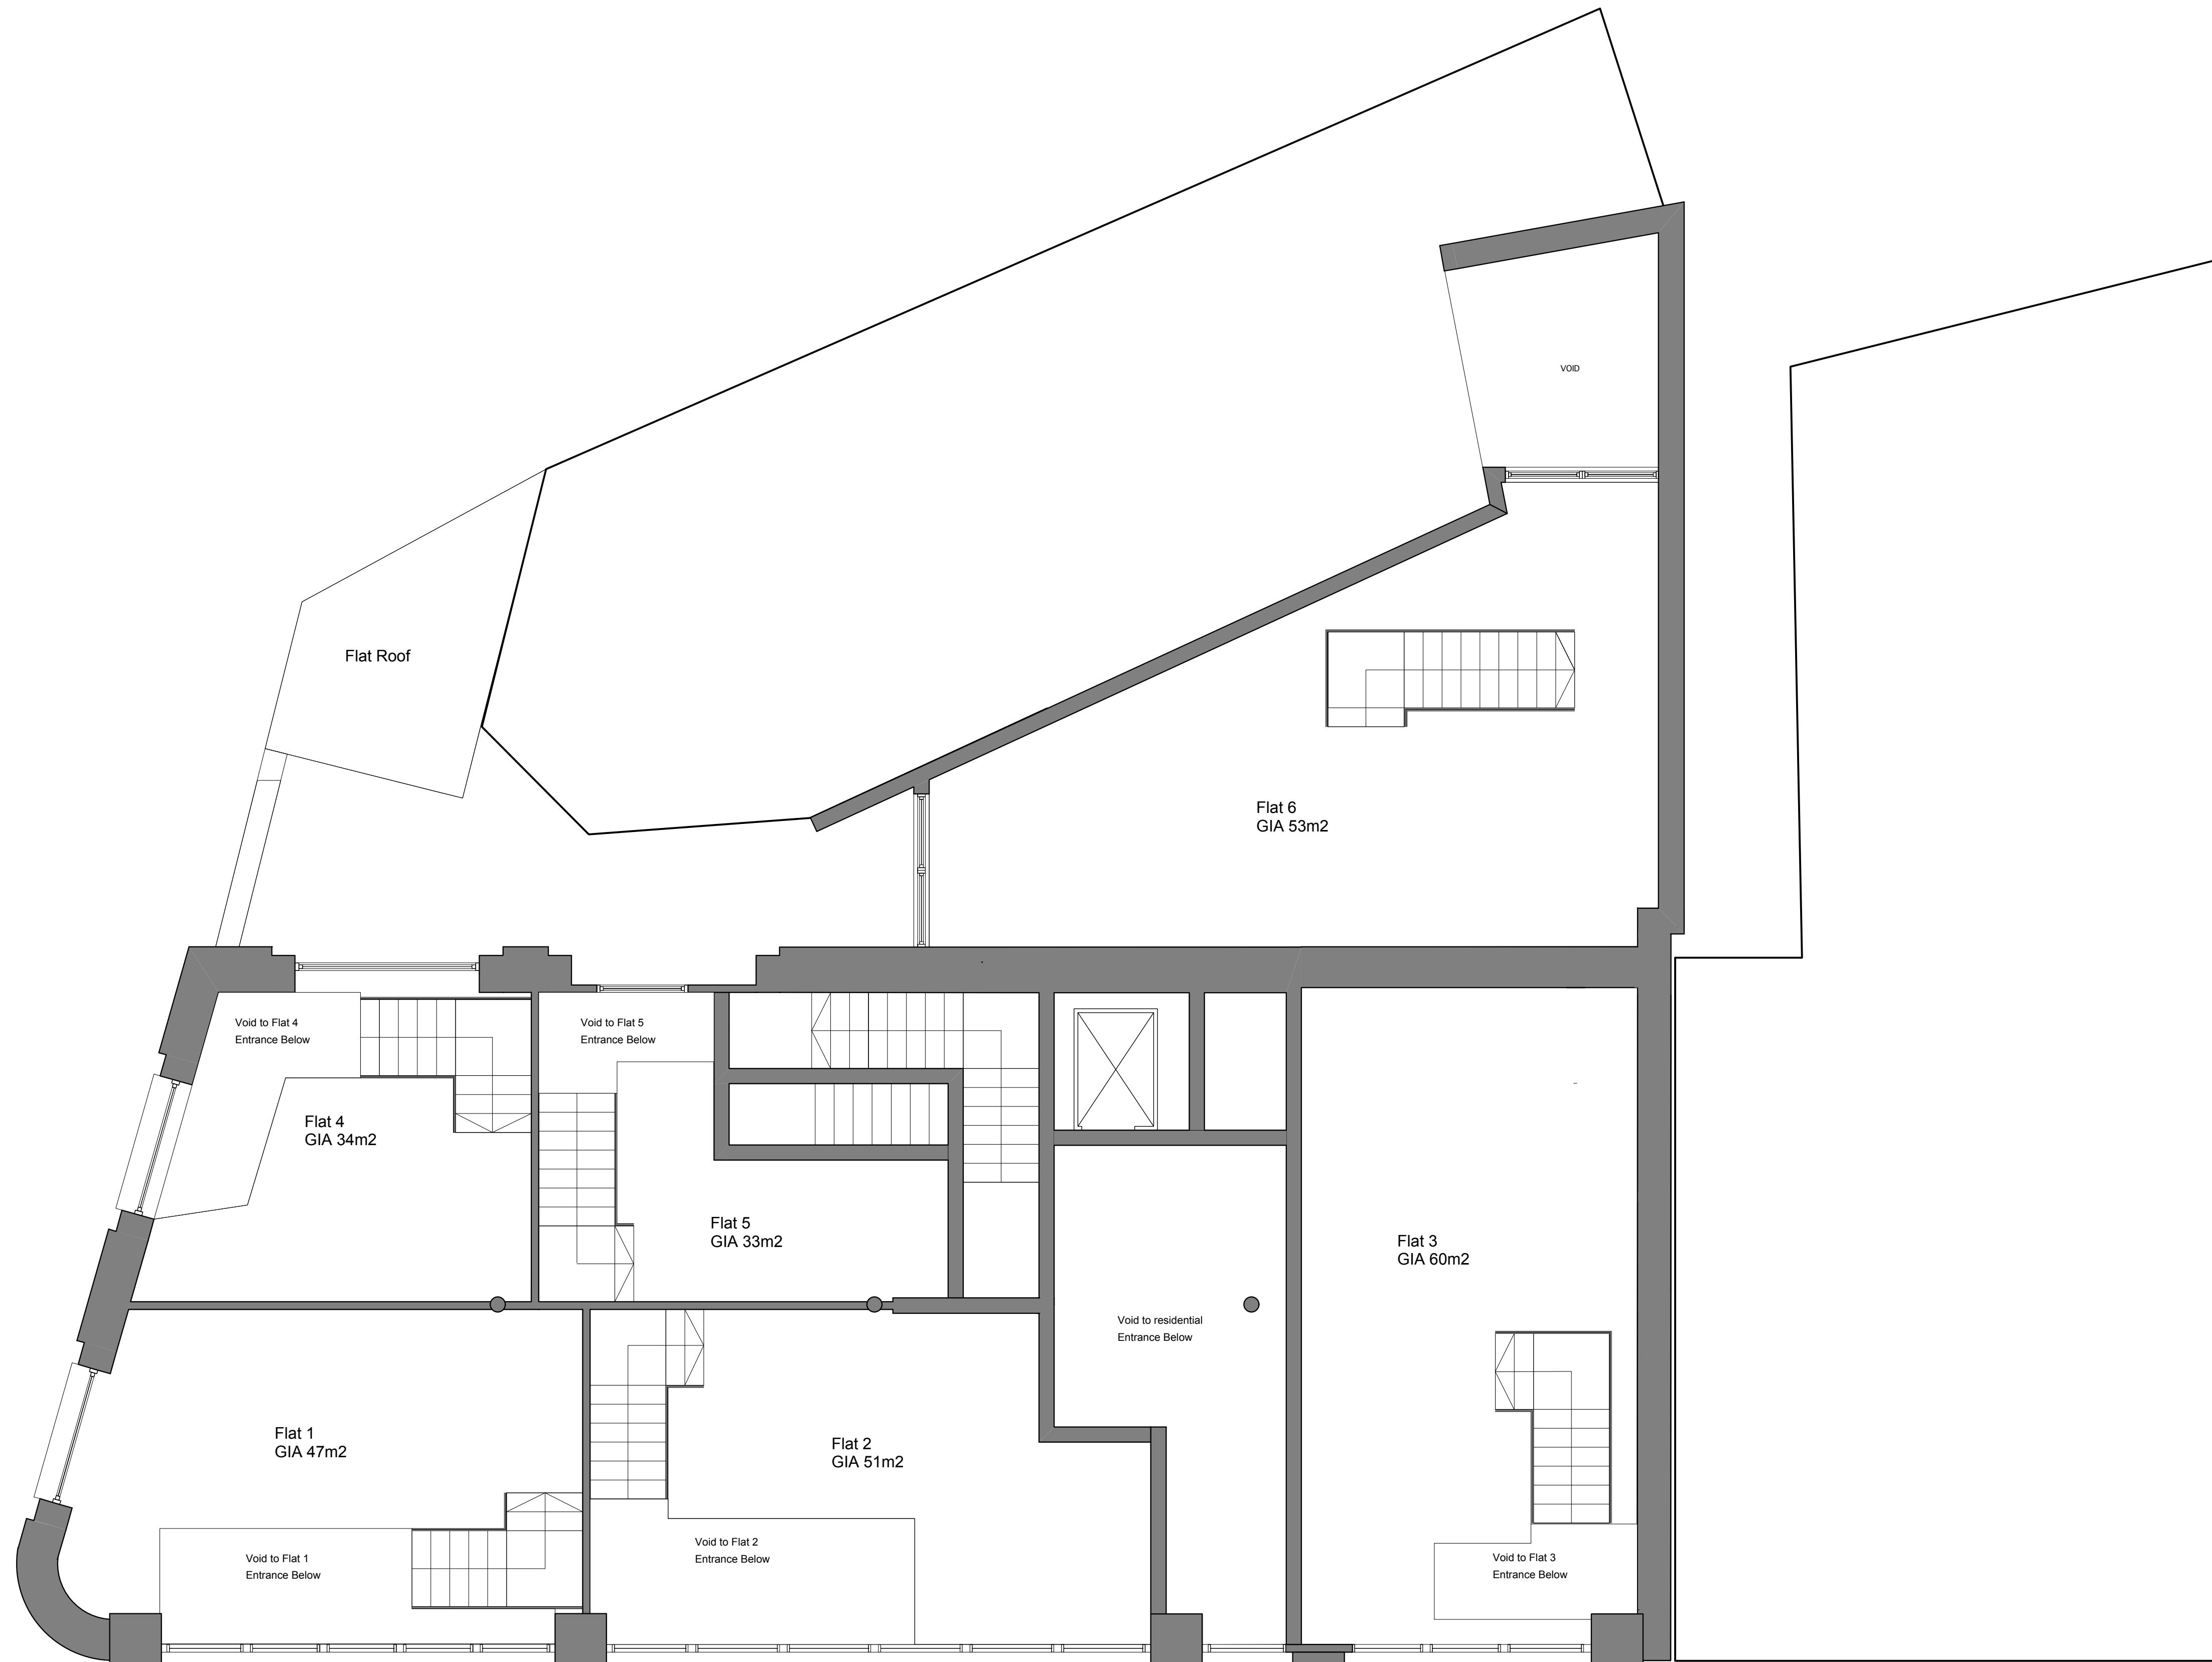 VOID
Flat Roof
Flat 6
GIA 53m2
Void to Flat 4
Entrance Below
Void to Flat 5
Entrance Below
Flat 4
GIA 34m2
Flat 5
GIA 33m2
Flat 3
GIA 60m2
Void to residential
Entrance Below
Flat 1
GIA 47m2
Flat 2
GIA 51m2
Void to Flat 1
Entrance Below
Void to Flat 2
Entrance Below
Void to Flat 3
Entrance Below